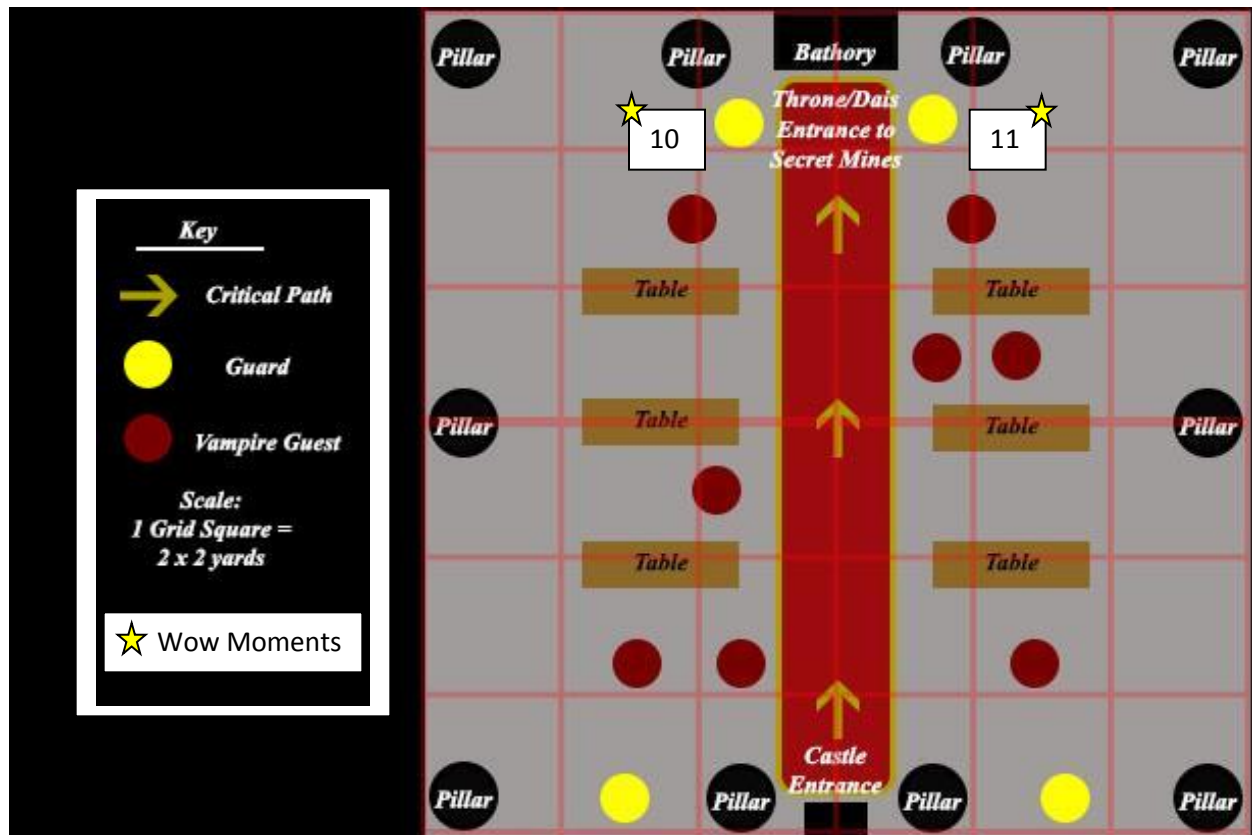 Pillar
Pillar
Bathory
Pillar
Pillar
Throne/Dais
Entrance to
Secret Mines
10
11
Key
Critical Path
Guard
Vampire Guest
Scale:
1 Grid Square =
2 x 2 yards
Wow Moments
Table
Table
Pillar
Table
Table
Pillar
Table
Table
Castle
Entrance
Pillar
Pillar
Pillar
Pillar